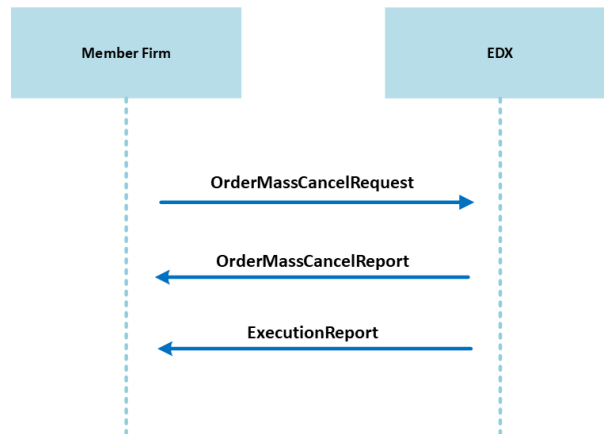 Member Firm
EDX
OrderMassCancelRequest
OrderMassCancelReport
ExecutionReport